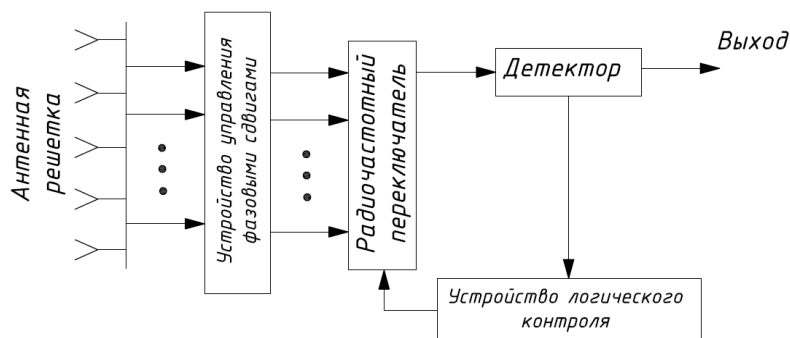 Антенная
решетка
Устройство управления
фазовыми сдвигами
Радиочастотный
переключатель
Детектор
Выход
Устройство логического
контроля